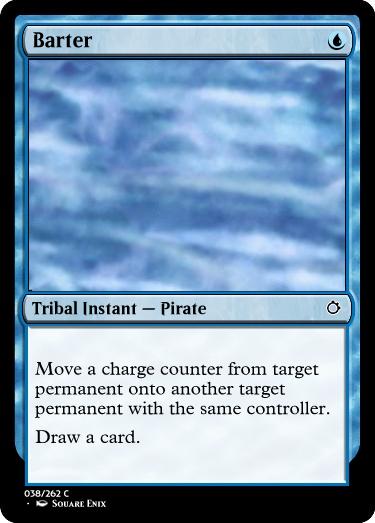 Barter
Tribal Instant — Pirate
Move a charge counter from target
permanent onto another target
permanent with the same controller.
Draw a card.
038/262 C
· Square Enix